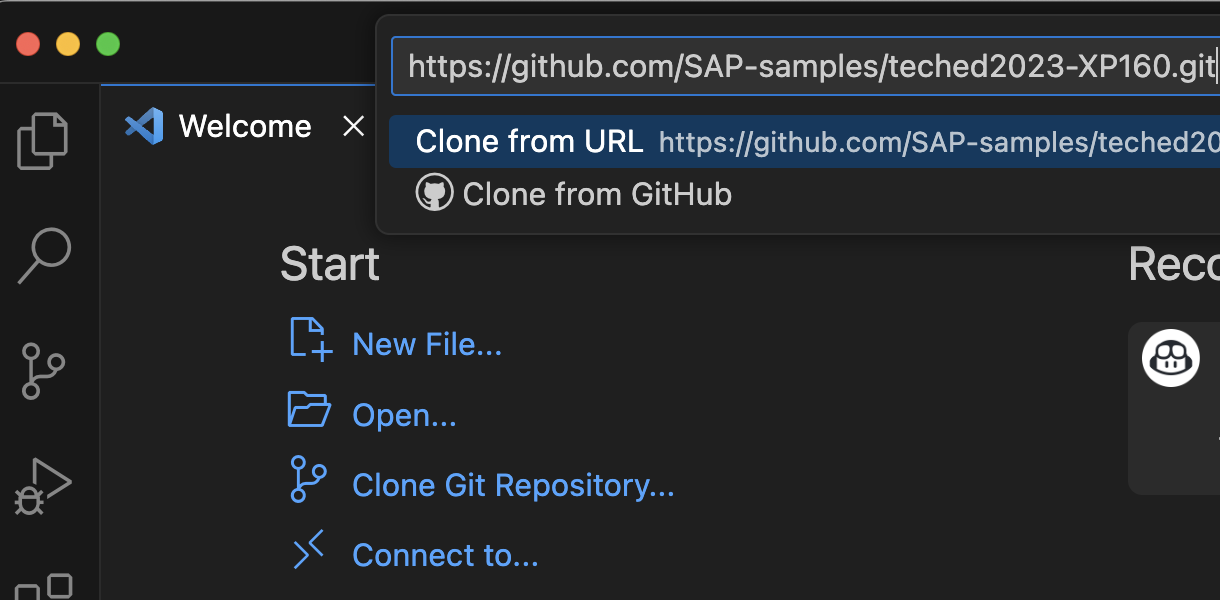 https://github.com/SAP-samples/teched2023-XP160.git
Welcome
Clone from URL https://github.com/SAP-samples/teched20
Clone from GitHub
Start
New File...
Open...
Clone Git Repository...
Connect to...